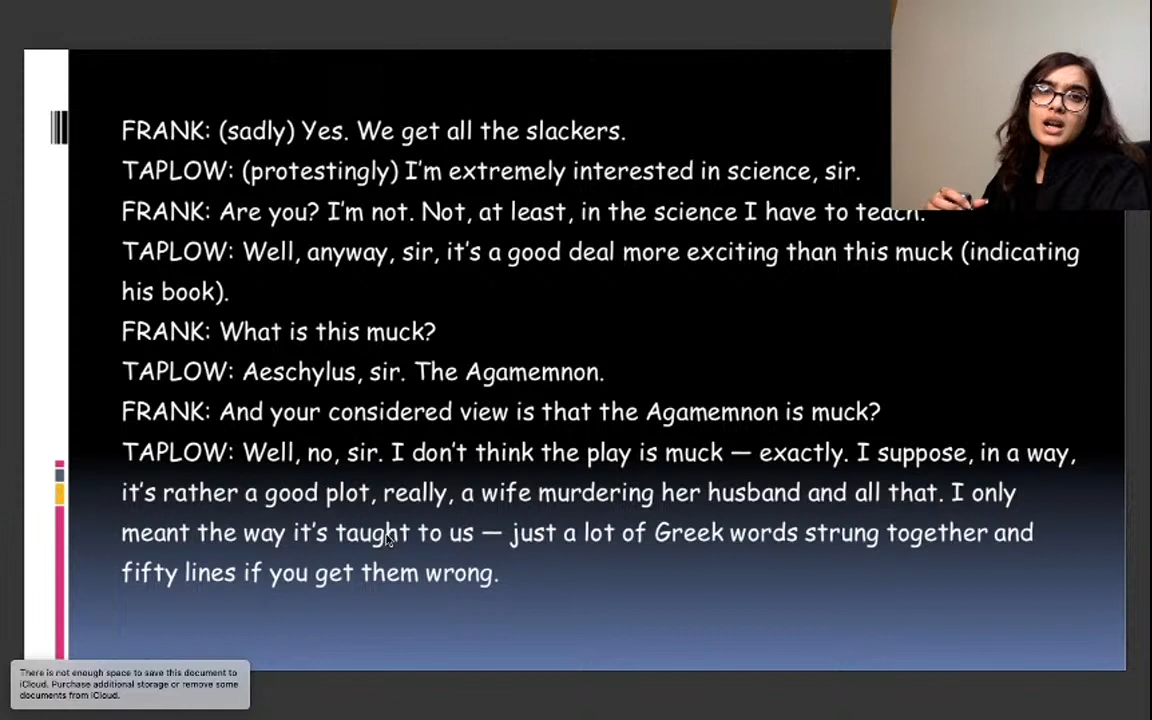 FRANK: (sadly) Yes. We get all the slackers.
TAPLOW: (protestingly) I'm extremely interested in science, sir.
FRANK: Are you? I'm not. Not, at least, in the science I have to teach.
TAPLOW: Well, anyway, sir, it's a good deal more exciting than this muck (indicating
his book).
FRANK: What is this muck?
TAPLOW: Aeschylus, sir. The Agamemnon.
FRANK: And your considered view is that the Agamemnon is muck?
TAPLOW: Well, no, sir. I don't think the play is muck — exactly. I suppose, in a way,
it's rather a good plot, really, a wife murdering her husband and all that. I only
meant the way it's taught to us — just a lot of Greek words strung together and
fifty lines if you get them wrong.
There is not enough space to save this document to
iCloud. Purchase additional storage or remove some
documents from iCloud.